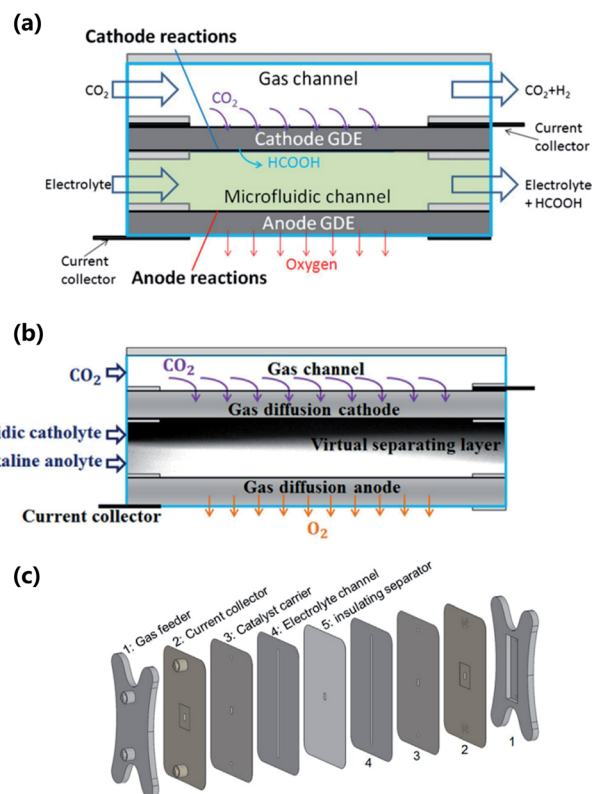 (a)
Cathode reactions
Gas channel
CO2
CO2+H2
CO2
Current
collector
Cathode GDE
HCOOH
Electrolyte
Electrolyte
+ HCOOH
Microfluidic channel
Anode GDE
Current
collector
Oxygen
Anode reactions
(b)
CO2
Gas channel
CO2
Gas diffusion cathode
idic catholyte
Virtual separating layer
kaline anolyte
Gas diffusion anode
Current collector
O2
(c)
1: Gas feeder
2: Current collector
3: Catalyst carrier
4: Electrolyte channel
5: insulating separator
4
3
2
1